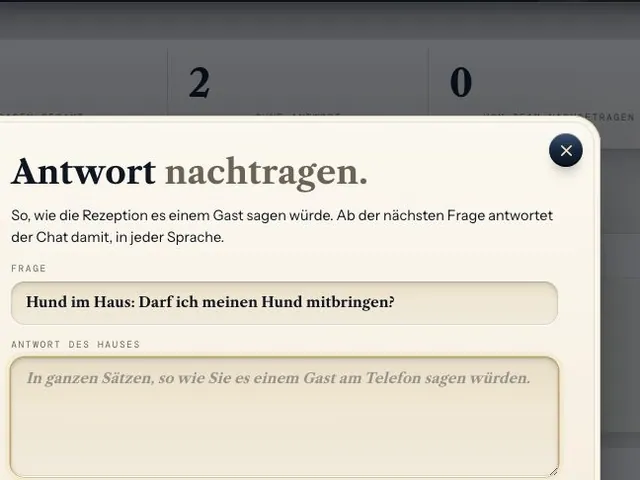 2
0
Antwort nachtragen.
So, wie die Rezeption es einem Gast sagen würde. Ab der nächsten Frage antwortet
der Chat damit, in jeder Sprache.
FRAGE
Hund im Haus: Darf ich meinen Hund mitbringen?
ANTWORT DES HAUSES
In ganzen Sätzen, so wie Sie es einem Gast am Telefon sagen würden.